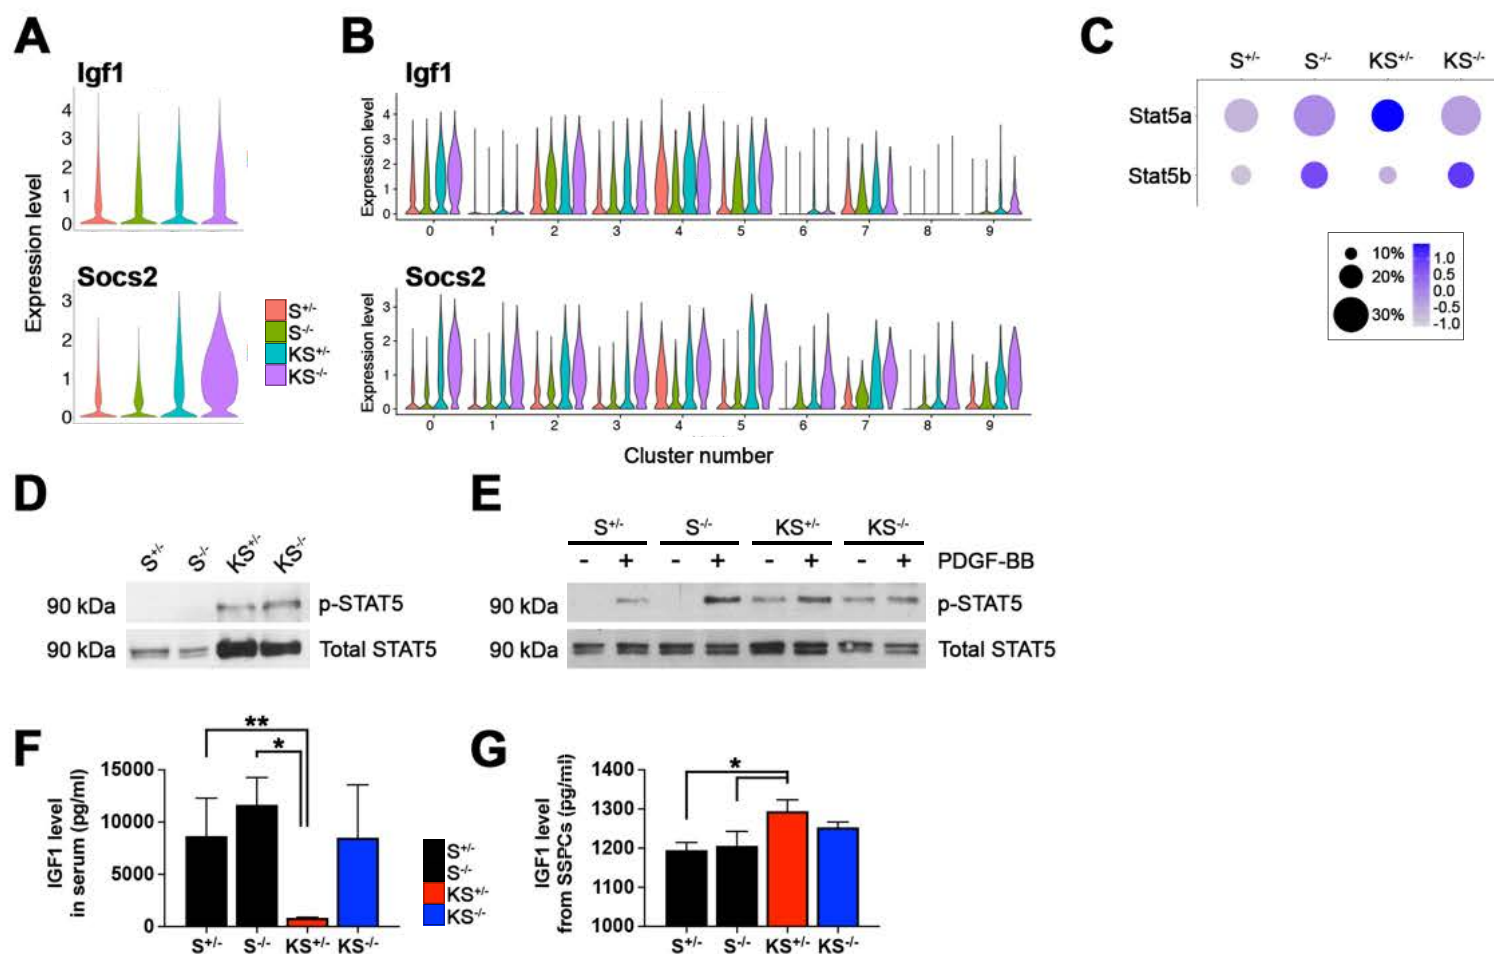 A
B
C
Igf1
4
3
2
1
0
Socs2
3
2
1
0
Expression level
S+/-
S-/-
KS+/-
KS-/-
Igf1
Expression level
4
3
2
1
0
0 1 2 3 4 5 6 7 8 9
Socs2
Expression level
3
2
1
0
0 1 2 3 4 5 6 7 8 9
Cluster number
S+/- S-/- KS+/- KS-/-
Stat5a
Stat5b
10%
20%
30%
1.0
0.5
0.0
-0.5
-1.0
D
S+/- S-/- KS+/- KS-/-
90 kDa p-STAT5
90 kDa Total STAT5
E
S+/- S-/- KS+/- KS-/-
- + - + - + - + PDGF-BB
90 kDa p-STAT5
90 kDa Total STAT5
F
**
*
IGF1 level
in serum (pg/ml)
15000
10000
5000
0
S+/- S-/- KS+/- KS-/-
S+/-
S-/-
KS+/-
KS-/-
G
*
IGF1 level
from SSPCs (pg/ml)
1400
1300
1200
1100
1000
S+/- S-/- KS+/- KS-/-